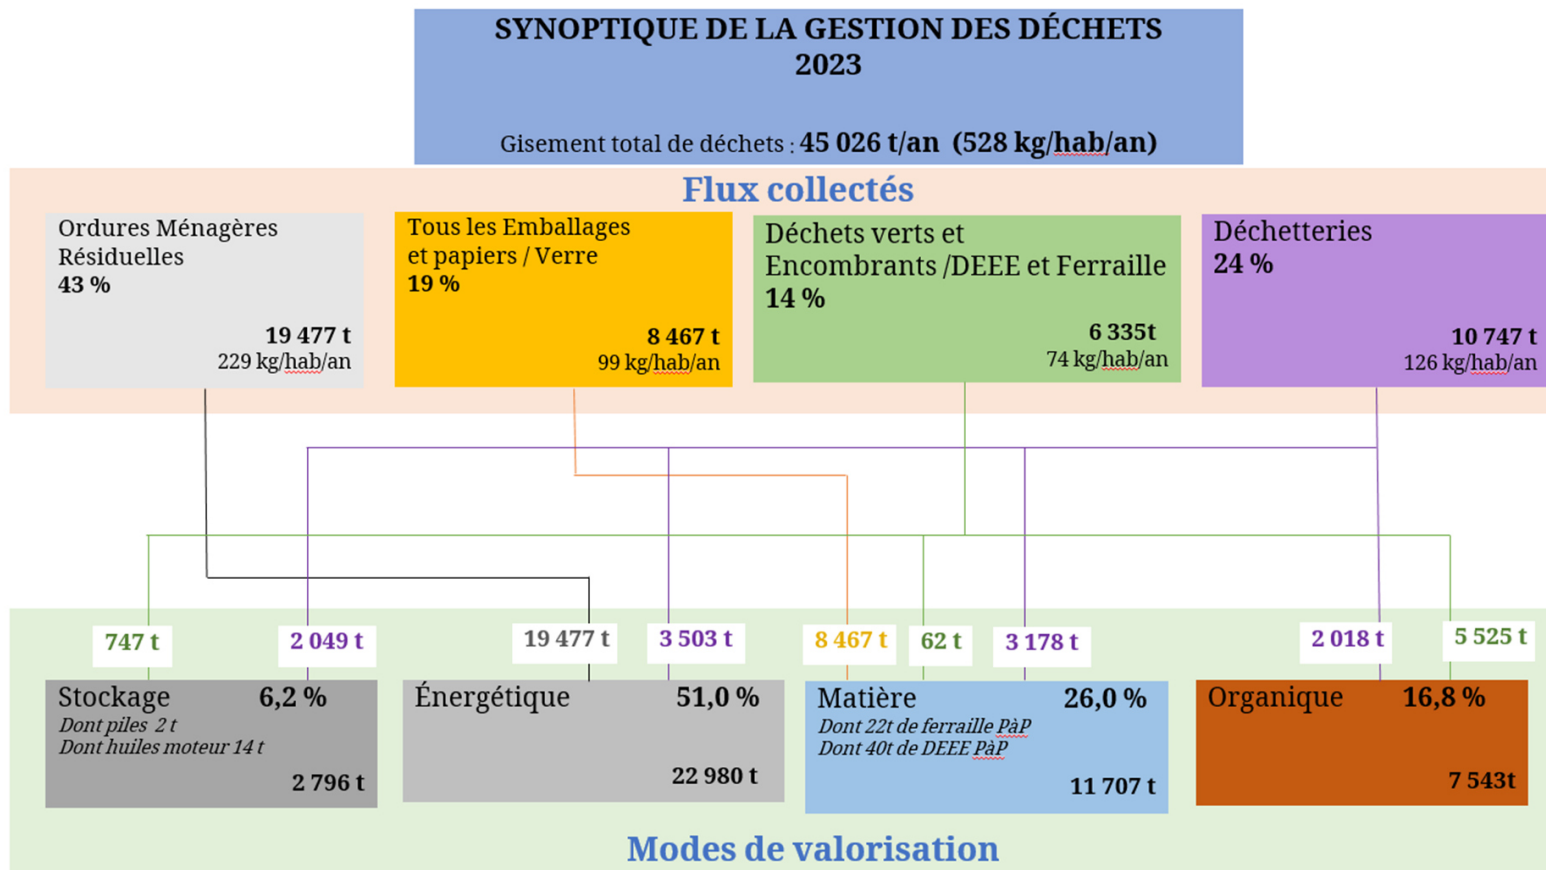 SYNOPTIQUE DE LA GESTION DES DÉCHETS
2023
Gisement total de déchets : 45 026 t/an (528 kg/hab/an)
Flux collectés
Ordures Ménagères
Résiduelles
43 %
19 477 t
229 kg/hab/an
Tous les Emballages
et papiers / Verre
19 %
8 467 t
99 kg/hab/an
Déchets verts et
Encombrants /DEEE et Ferraille
14 %
6 335t
74 kg/hab/an
Déchetteries
24 %
10 747 t
126 kg/hab/an
747 t
2 049 t
19 477 t
3 503 t
8 467 t
62 t
3 178 t
2 018 t
5 525 t
Stockage 6,2 %
Dont piles 2 t
Dont huiles moteur 14 t
2 796 t
Énergétique 51,0 %
22 980 t
Matière 26,0 %
Dont 22t de ferraille PàP
Dont 40t de DEEE PàP
11 707 t
Organique 16,8 %
7 543t
Modes de valorisation